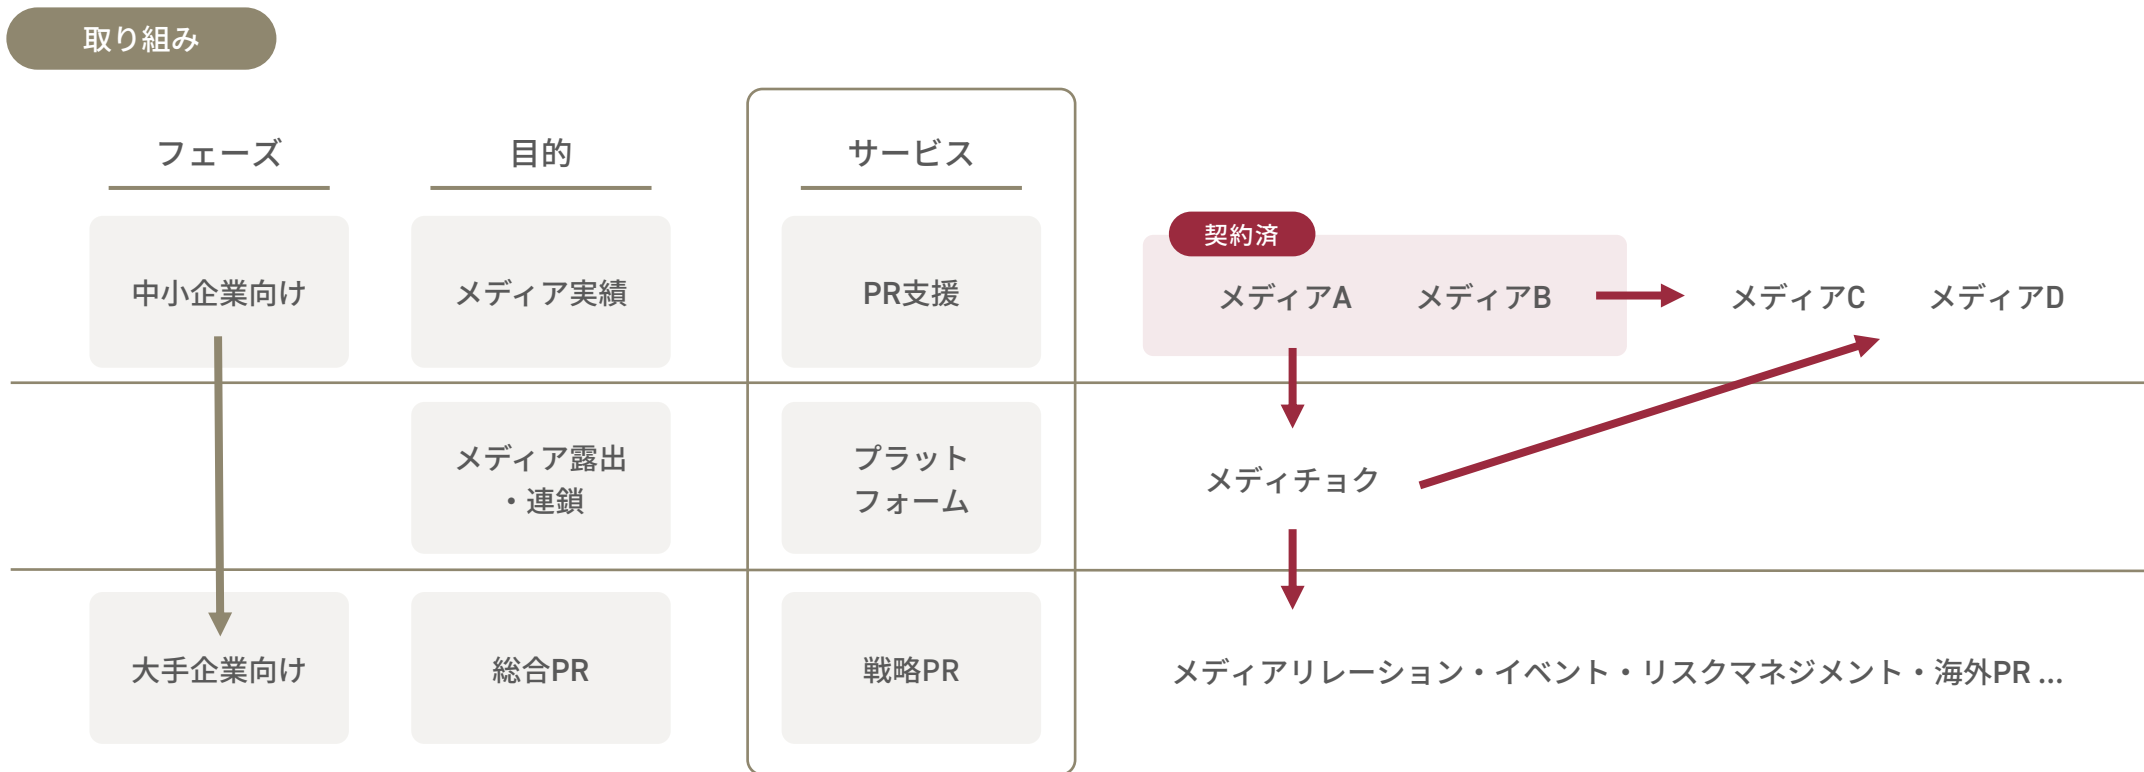 取り組み
フェーズ
目的
サービス
中小企業向け
メディア実績
PR支援
契約済
メディアA
メディアB
メディアC
メディアD
メディア露出
・連鎖
プラット
フォーム
メディチョク
大手企業向け
総合PR
戦略PR
メディアリレーション・イベント・リスクマネジメント・海外PR ...